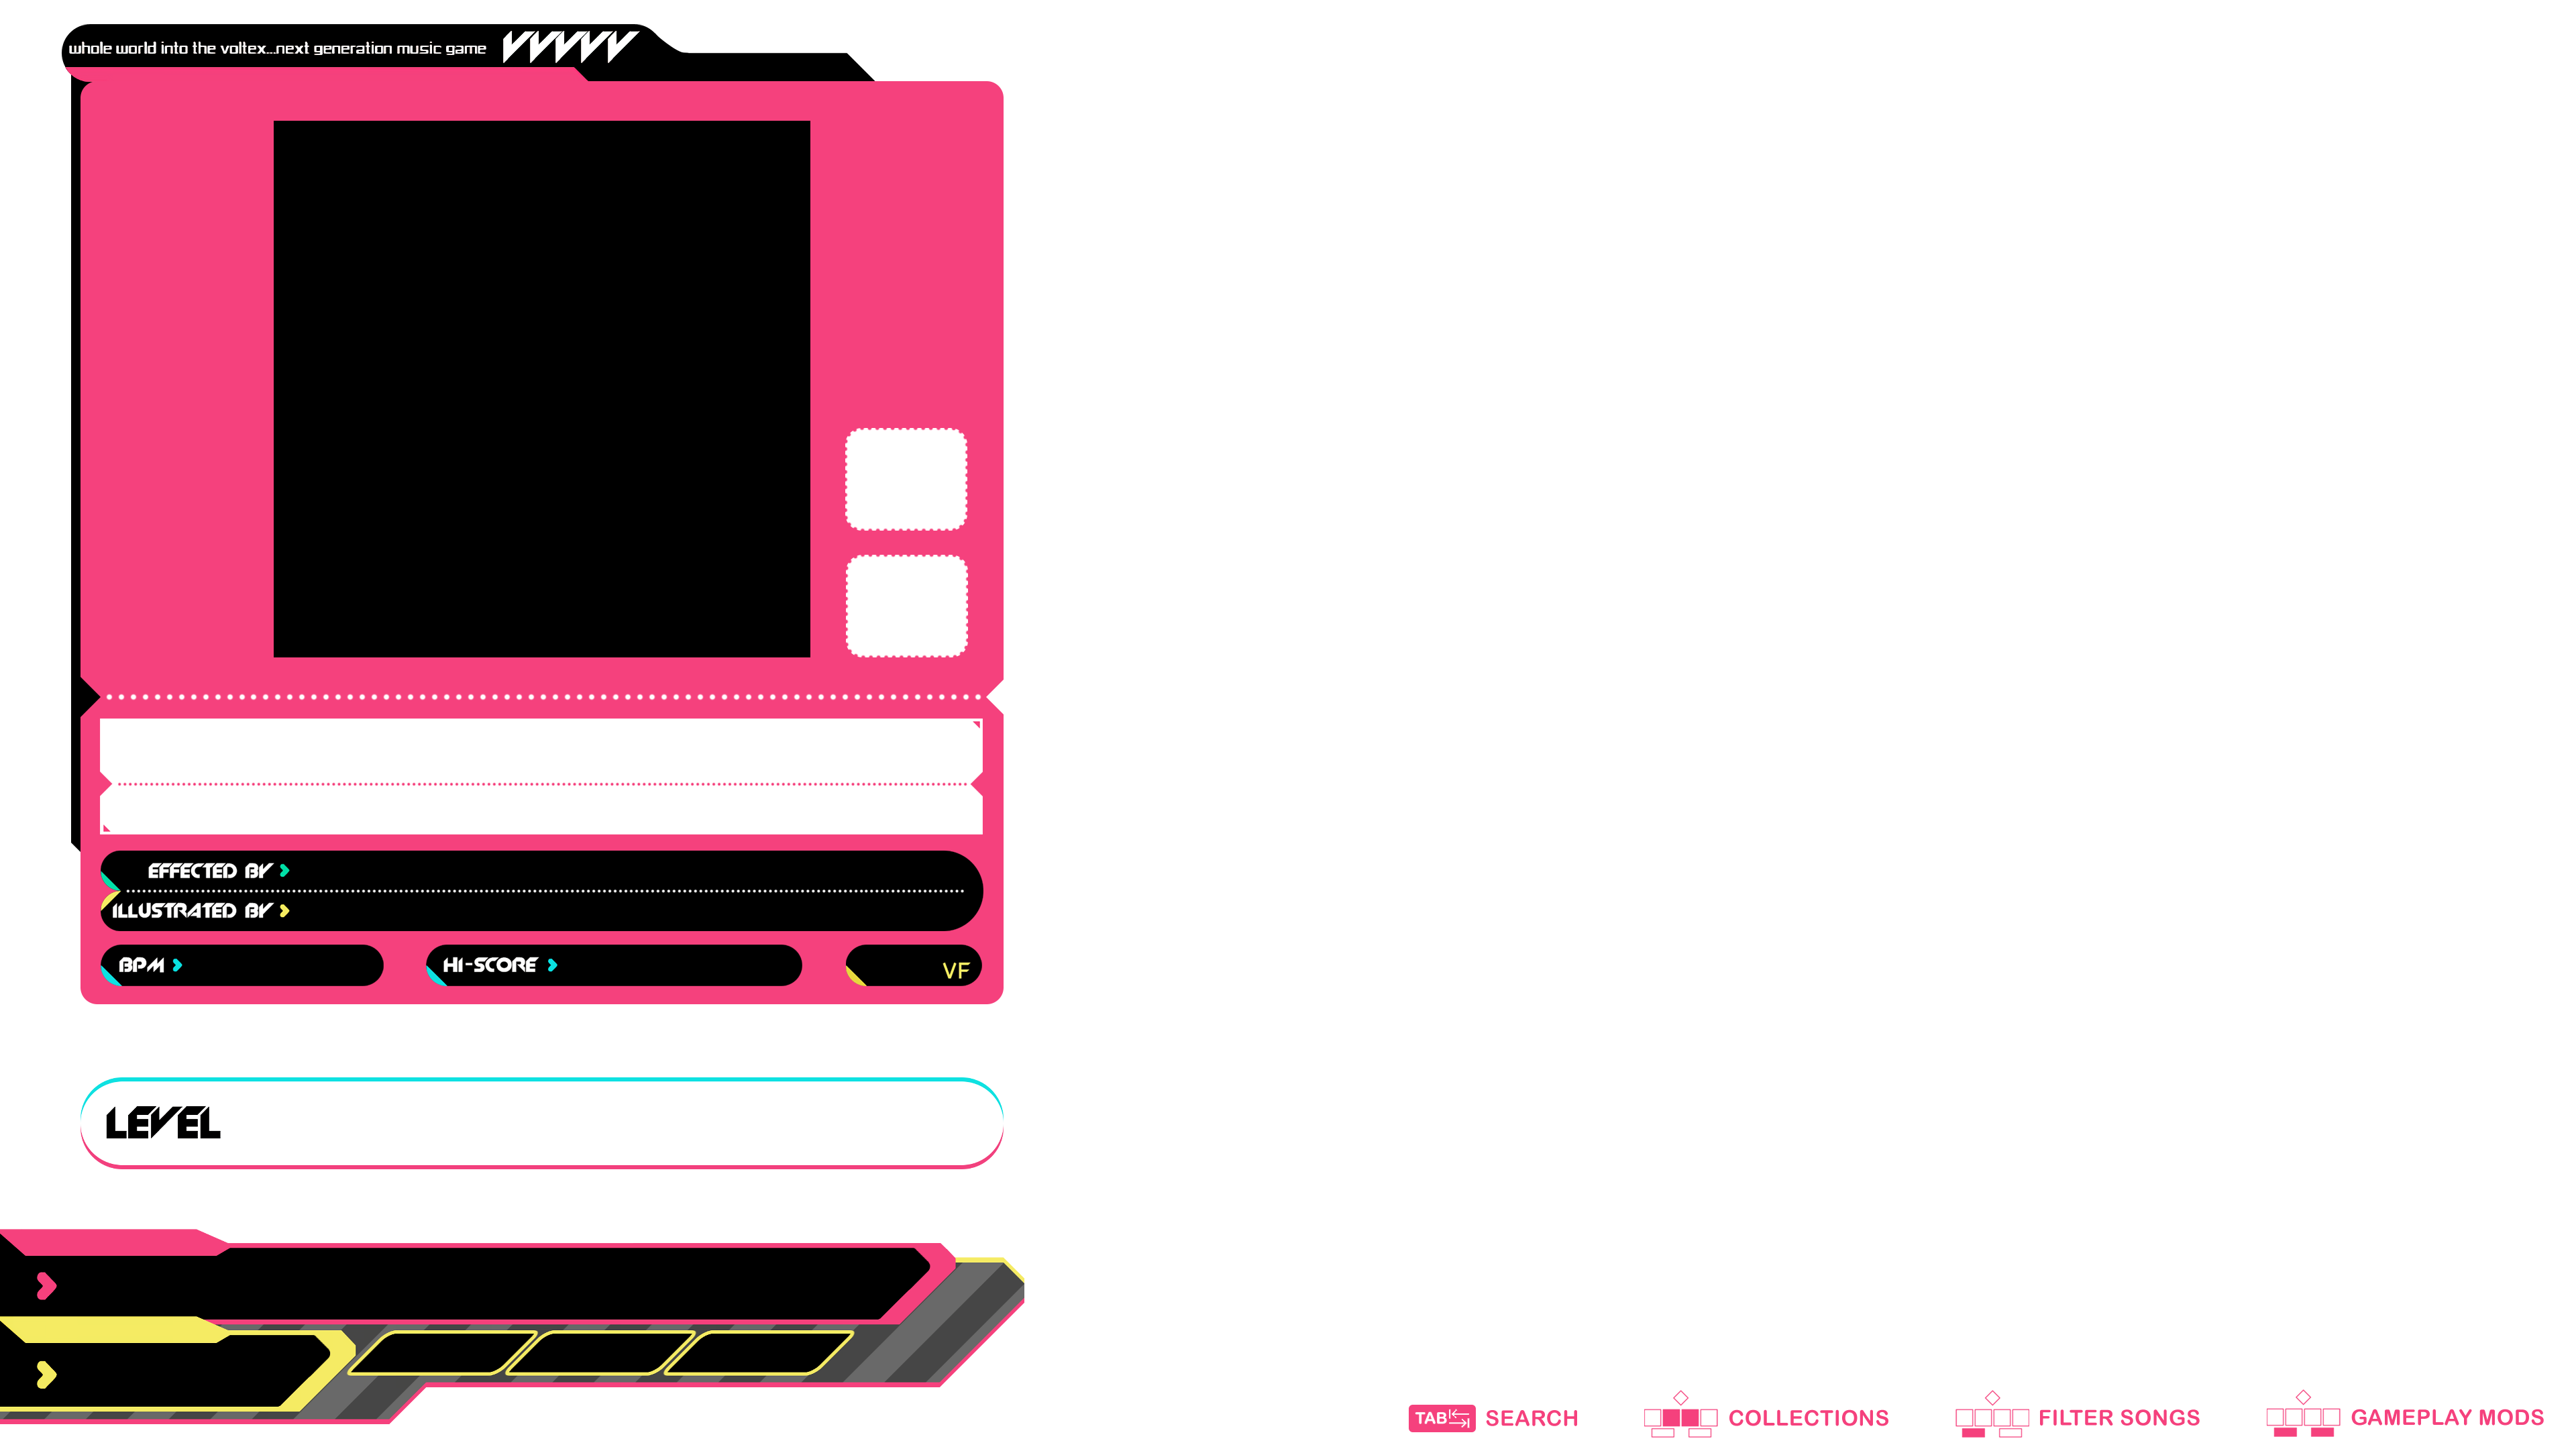 whole world into the voltex...next generation music game
EFFECTED BY
ILLUSTRATED BY
BPM
HI-SCORE
VF
LEVEL
TAB SEARCH
COLLECTIONS
FILTER SONGS
GAMEPLAY MODS